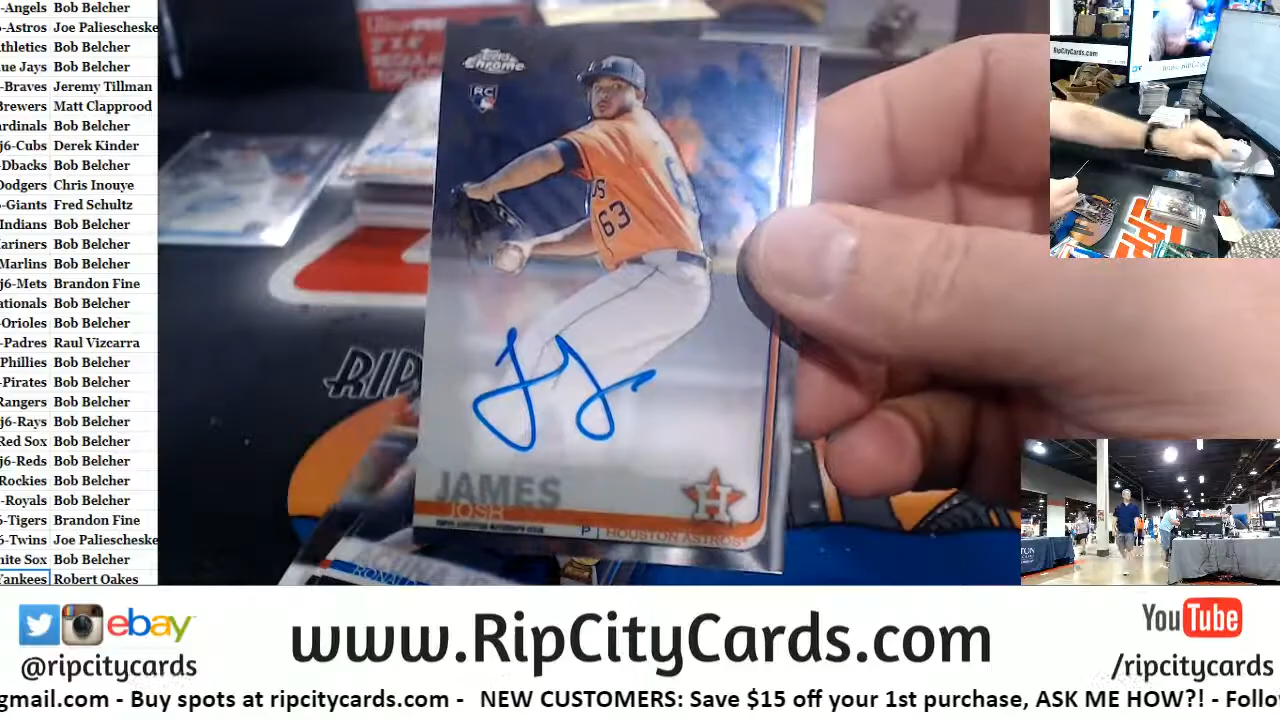 -Angels Bob Belcher
-Astros Joe Paliescheske
thletics Bob Belcher
ue Jays Bob Belcher
-Braves Jeremy Tillman
Brewers Matt Clapprood
rdinals Bob Belcher
j6-Cubs Derek Kinder
-Dbacks Bob Belcher
Dodgers Chris Inouye
-Giants Fred Schultz
Indians Bob Belcher
ariners Bob Belcher
Marlins Bob Belcher
j6-Mets Brandon Fine
ationals Bob Belcher
-Orioles Bob Belcher
-Padres Raul Vizcarra
Phillies Bob Belcher
-Pirates Bob Belcher
Rangers Bob Belcher
j6-Rays Bob Belcher
Red Sox Bob Belcher
j6-Reds Bob Belcher
Rockies Bob Belcher
-Royals Bob Belcher
6-Tigers Brandon Fine
6-Twins Joe Paliescheske
hite Sox Bob Belcher
Yankees Robert Oakes
Topps
Chrome
RC
63
JAMES
JOSH
P | HOUSTON ASTROS
H
RIP
RipCityCards.com
ebay
@ripcitycards
www.RipCityCards.com
YouTube
/ripcitycards
gmail.com - Buy spots at ripcitycards.com - NEW CUSTOMERS: Save $15 off your 1st purchase, ASK ME HOW?! - Follo